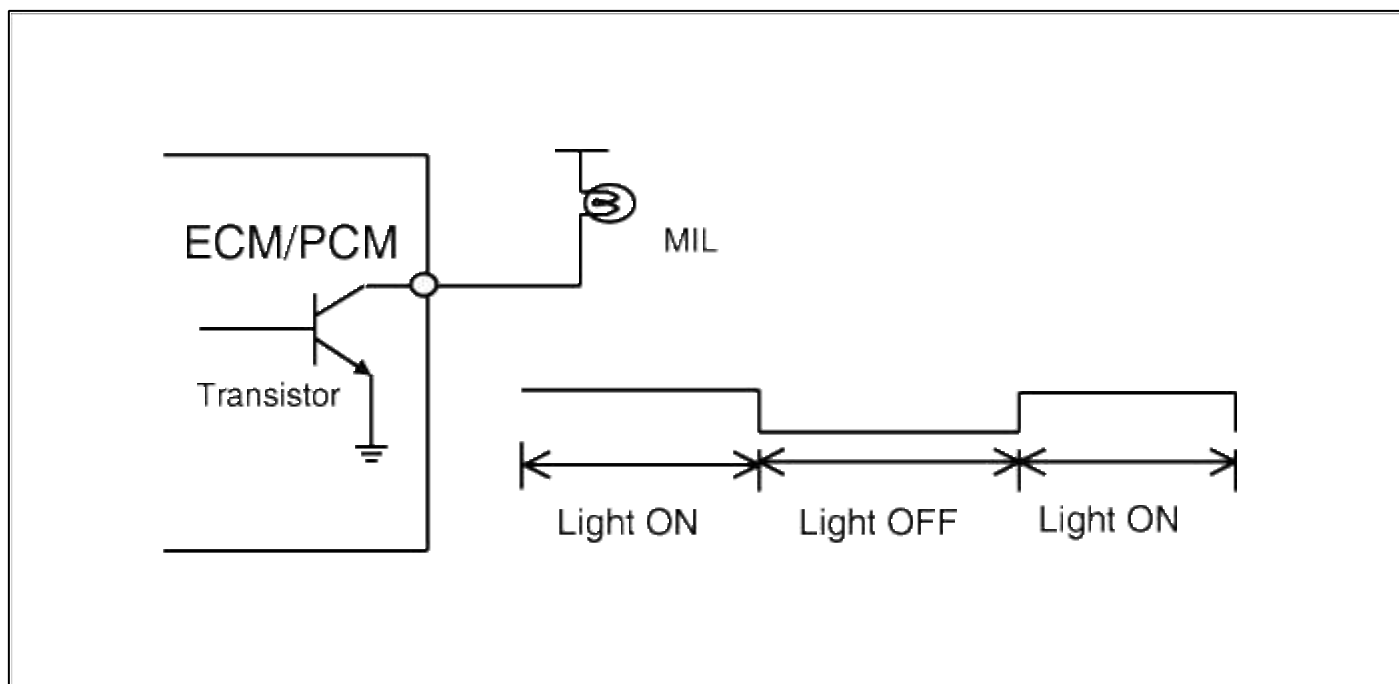 ECM/PCM
MIL
Transistor
Light ON
Light OFF
Light ON